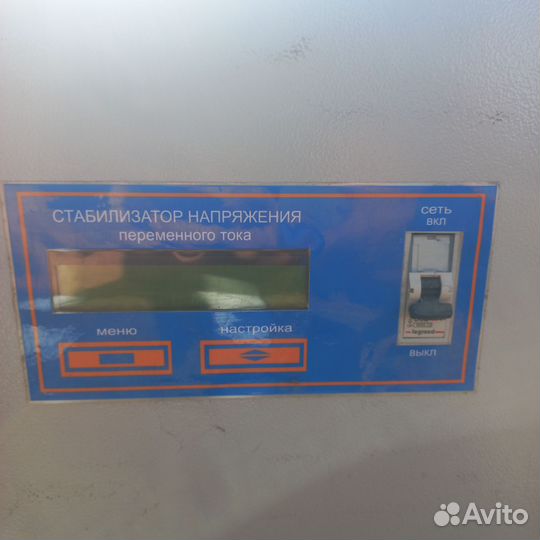 СТАБИЛИЗАТОР НАПРЯЖЕНИЯ
переменного тока
сеть
вкл
меню
настройка
legrand
выкл
Avito